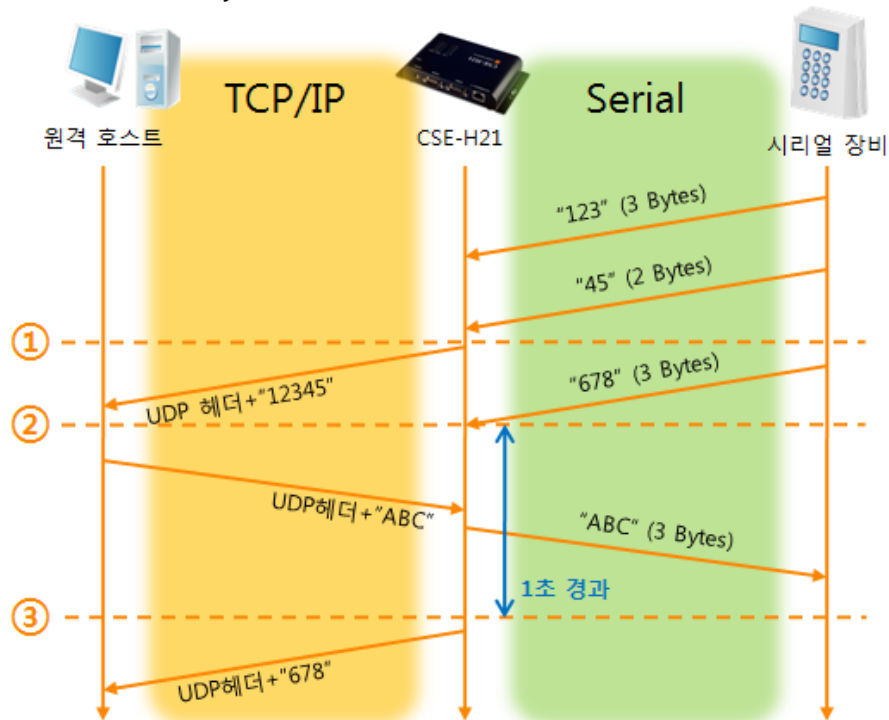 TCP/IP
Serial
원격 호스트
CSE-H21
시리얼 장비
"123" (3 Bytes)
"45" (2 Bytes)
①
UDP 헤더+"12345"
"678" (3 Bytes)
②
UDP헤더+"ABC"
"ABC" (3 Bytes)
1초 경과
③
UDP헤더+"678"